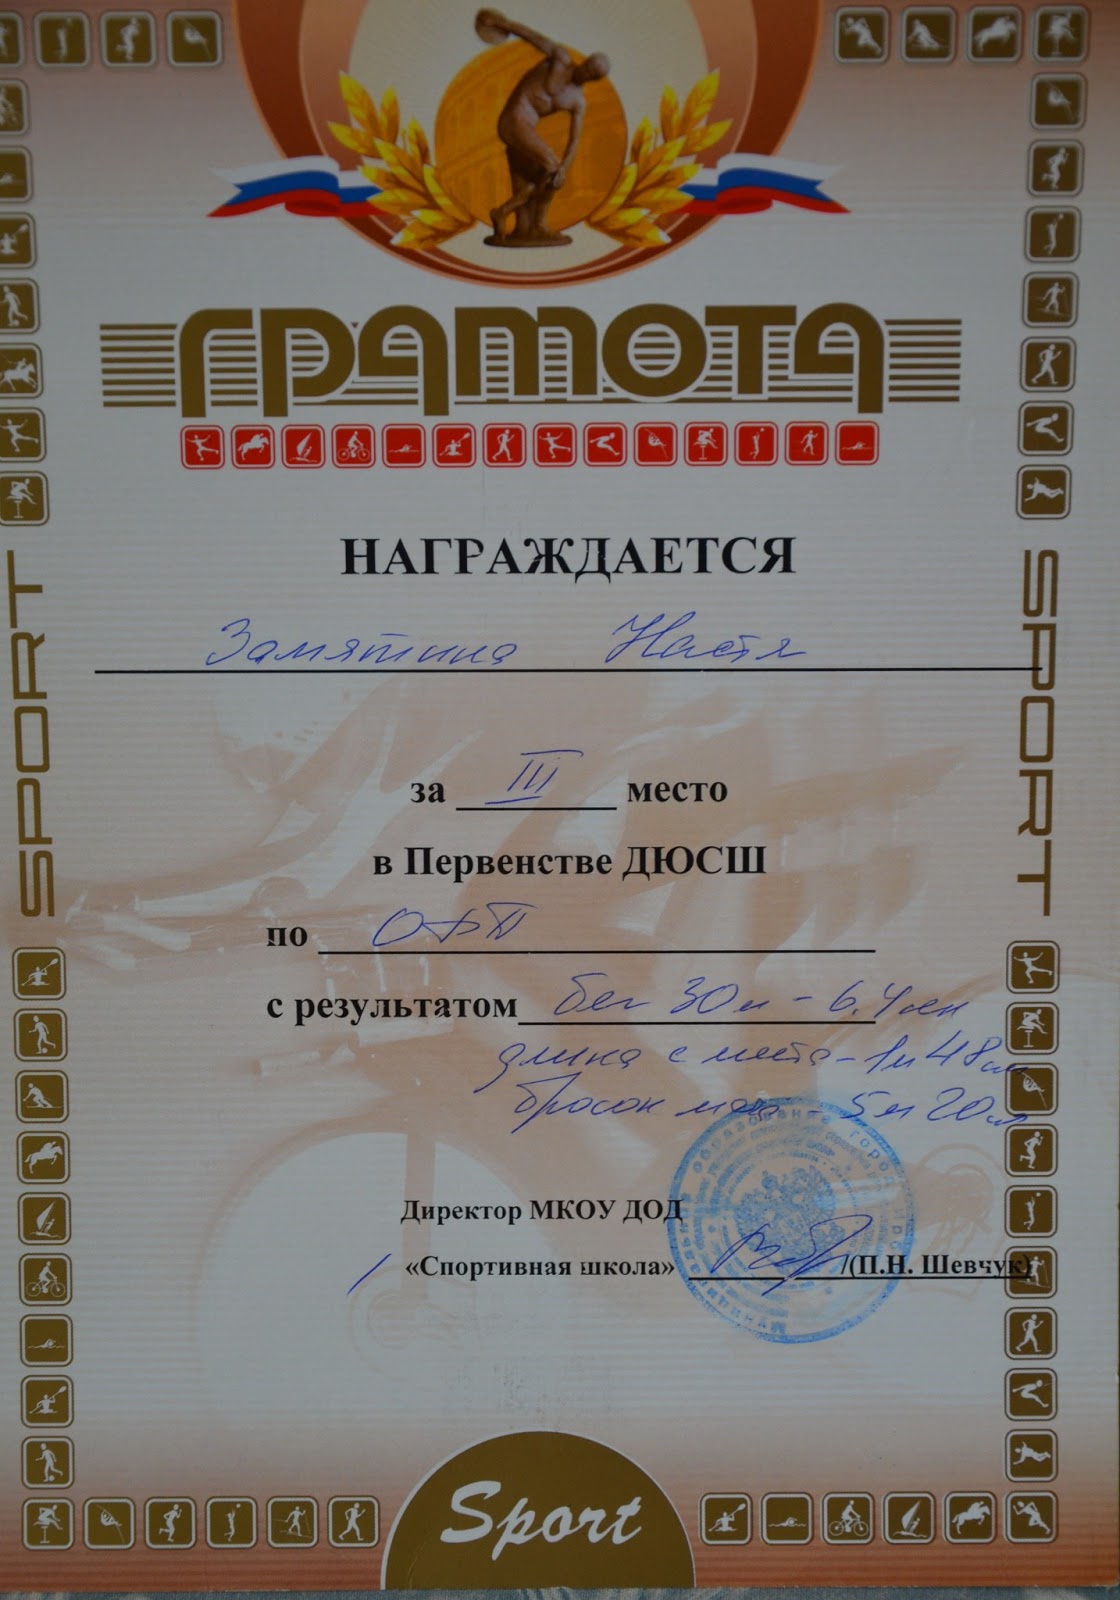 ГРАМОТА
НАГРАЖДАЕТСЯ
Замятина Настя
за III место
в Первенстве ДЮСШ
по ОФП
с результатом бег 30м - 6.4сек
длина с места - 1м 48см
бросок мяча - 5м 20см
Директор МКОУ ДОД
«Спортивная школа» /(П.Н. Шевчук)
SPORT
SPORT
Sport